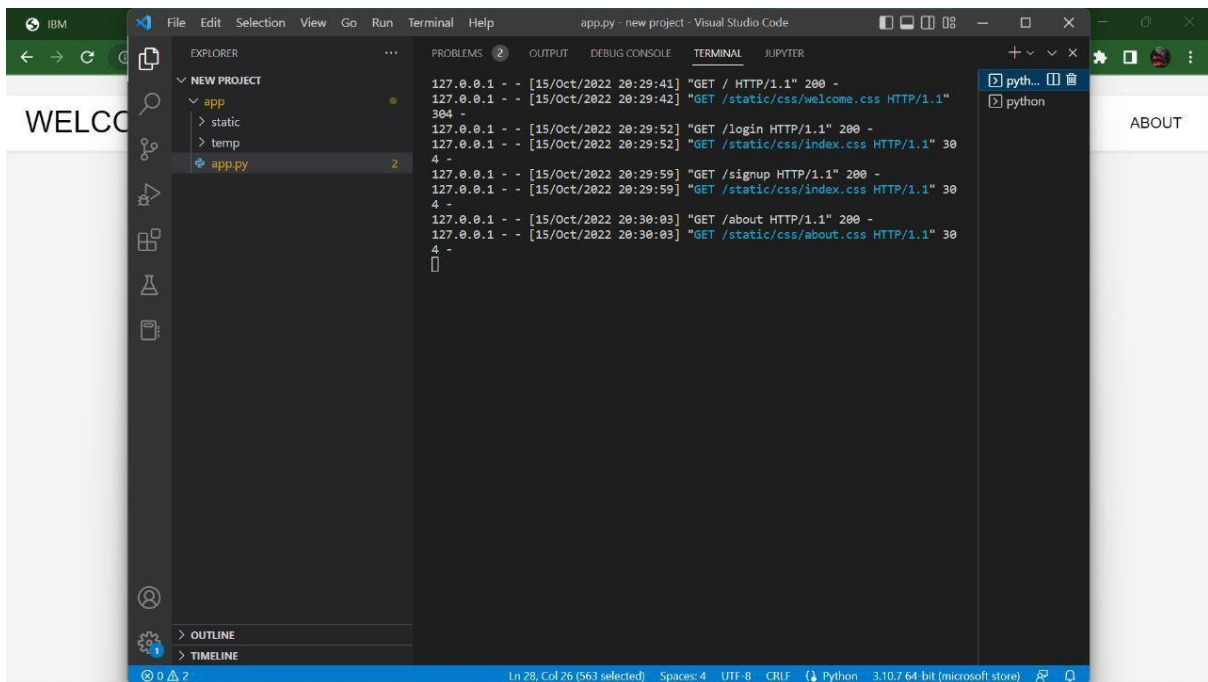 IBM
File Edit Selection View Go Run Terminal Help app.py - new project - Visual Studio Code
WELCO
ABOUT
EXPLORER
NEW PROJECT
app
static
temp
app.py 2
OUTLINE
TIMELINE
PROBLEMS 2 OUTPUT DEBUG CONSOLE TERMINAL JUPYTER
127.0.0.1 - - [15/Oct/2022 20:29:41] "GET / HTTP/1.1" 200 -
127.0.0.1 - - [15/Oct/2022 20:29:42] "GET /static/css/welcome.css HTTP/1.1"
304 -
127.0.0.1 - - [15/Oct/2022 20:29:52] "GET /login HTTP/1.1" 200 -
127.0.0.1 - - [15/Oct/2022 20:29:52] "GET /static/css/index.css HTTP/1.1" 30
4 -
127.0.0.1 - - [15/Oct/2022 20:29:59] "GET /signup HTTP/1.1" 200 -
127.0.0.1 - - [15/Oct/2022 20:29:59] "GET /static/css/index.css HTTP/1.1" 30
4 -
127.0.0.1 - - [15/Oct/2022 20:30:03] "GET /about HTTP/1.1" 200 -
127.0.0.1 - - [15/Oct/2022 20:30:03] "GET /static/css/about.css HTTP/1.1" 30
4 -
pyth...
python
1
0 2 Ln 28, Col 26 (563 selected) Spaces: 4 UTF-8 CRLF Python 3.10.7 64-bit (microsoft store)